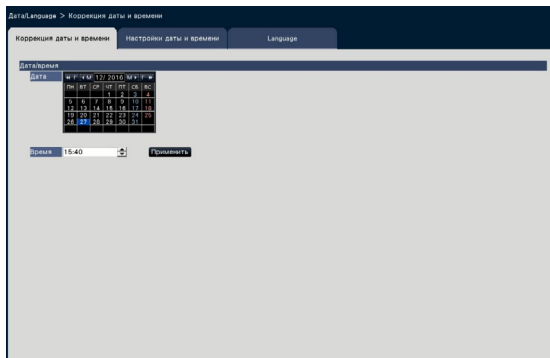 Дата/Language > Коррекция даты и времени
Коррекция даты и времени Настройки даты и времени Language
Дата/время
Дата « Г ◂ М 12/ 2016 М ▸ Г »
ПН ВТ СР ЧТ ПТ СБ ВС
1 2 3 4
5 6 7 8 9 10 11
12 13 14 15 16 17 18
19 20 21 22 23 24 25
26 27 28 29 30 31
Время 15:40 Применить